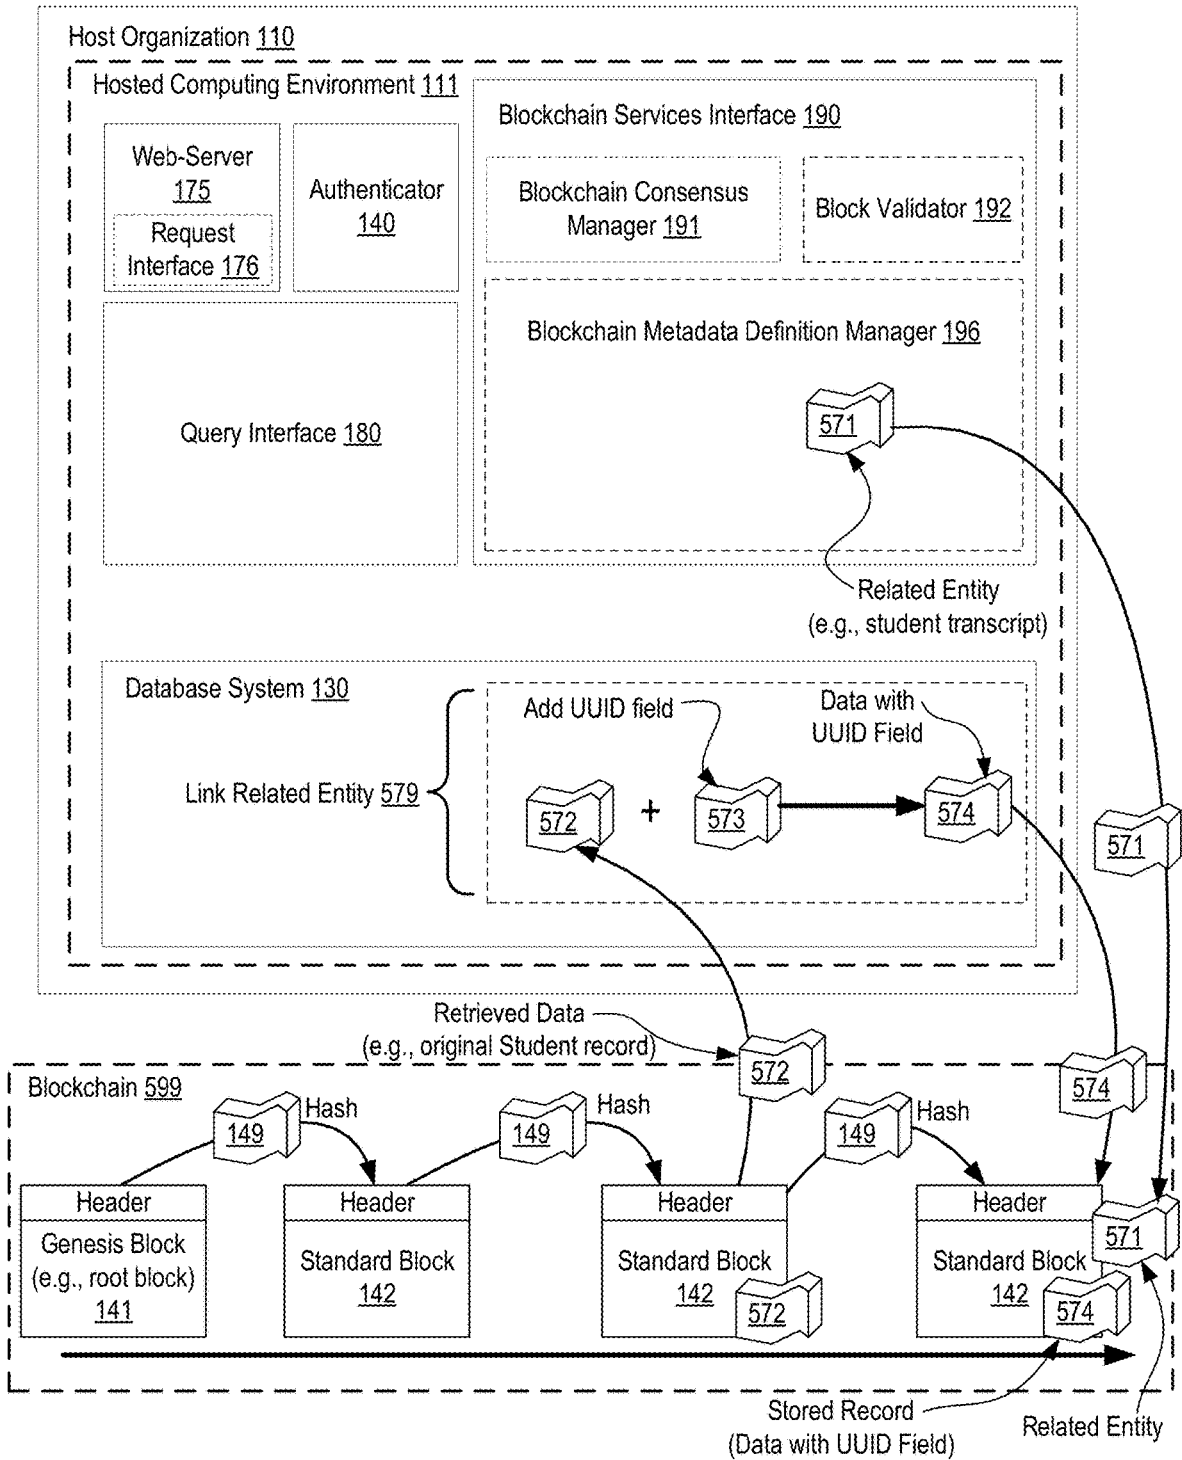 Host Organization 110
Hosted Computing Environment 111
Web-Server
175
Request
Interface 176
Authenticator
140
Blockchain Services Interface 190
Blockchain Consensus
Manager 191
Block Validator 192
Blockchain Metadata Definition Manager 196
571
Query Interface 180
Related Entity
(e.g., student transcript)
Database System 130
Add UUID field
Data with
UUID Field
Link Related Entity 579
572
+
573
574
571
Retrieved Data
(e.g., original Student record)
572
574
Blockchain 599
149
Hash
149
Hash
149
Hash
Header
Genesis Block
(e.g., root block)
141
Header
Standard Block
142
Header
Standard Block
142
572
Header
Standard Block
142
571
574
Stored Record
(Data with UUID Field)
Related Entity